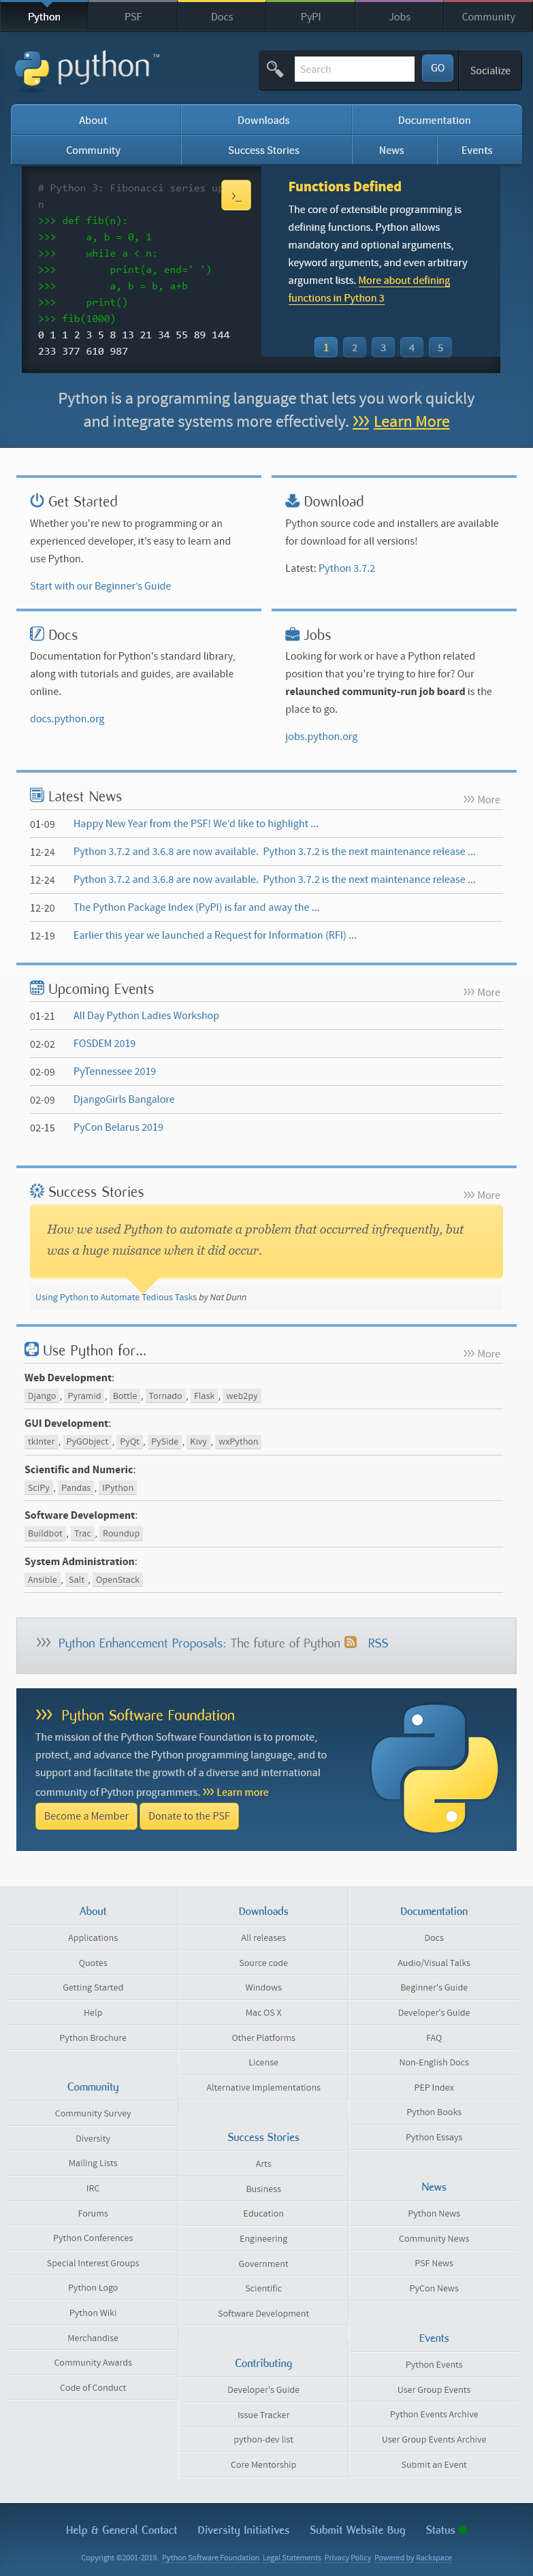 Python
PSF
Docs
PyPI
Jobs
Community
python™
Search
GO
Socialize
About
Downloads
Documentation
Community
Success Stories
News
Events
# Python 3: Fibonacci series up
n
>>> def fib(n):
>>>     a, b = 0, 1
>>>     while a < n:
>>>         print(a, end=' ')
>>>         a, b = b, a+b
>>>     print()
>>> fib(1000)
0 1 1 2 3 5 8 13 21 34 55 89 144
233 377 610 987
>_
Functions Defined
The core of extensible programming is
defining functions. Python allows
mandatory and optional arguments,
keyword arguments, and even arbitrary
argument lists. More about defining
functions in Python 3
1
2
3
4
5
Python is a programming language that lets you work quickly
and integrate systems more effectively. >>> Learn More
Get Started
Whether you're new to programming or an
experienced developer, it's easy to learn and
use Python.
Start with our Beginner's Guide
Download
Python source code and installers are available
for download for all versions!
Latest: Python 3.7.2
Docs
Documentation for Python's standard library,
along with tutorials and guides, are available
online.
docs.python.org
Jobs
Looking for work or have a Python related
position that you're trying to hire for? Our
relaunched community-run job board is the
place to go.
jobs.python.org
Latest News
>>> More
01-09 Happy New Year from the PSF! We'd like to highlight ...
12-24 Python 3.7.2 and 3.6.8 are now available.  Python 3.7.2 is the next maintenance release ...
12-24 Python 3.7.2 and 3.6.8 are now available.  Python 3.7.2 is the next maintenance release ...
12-20 The Python Package Index (PyPI) is far and away the ...
12-19 Earlier this year we launched a Request for Information (RFI) ...
Upcoming Events
>>> More
01-21 All Day Python Ladies Workshop
02-02 FOSDEM 2019
02-09 PyTennessee 2019
02-09 DjangoGirls Bangalore
02-15 PyCon Belarus 2019
Success Stories
>>> More
How we used Python to automate a problem that occurred infrequently, but
was a huge nuisance when it did occur.
Using Python to Automate Tedious Tasks by Nat Dunn
Use Python for...
>>> More
Web Development:
Django , Pyramid , Bottle , Tornado , Flask , web2py
GUI Development:
tkInter , PyGObject , PyQt , PySide , Kivy , wxPython
Scientific and Numeric:
SciPy , Pandas , IPython
Software Development:
Buildbot , Trac , Roundup
System Administration:
Ansible , Salt , OpenStack
>>> Python Enhancement Proposals: The future of Python RSS
>>> Python Software Foundation
The mission of the Python Software Foundation is to promote,
protect, and advance the Python programming language, and to
support and facilitate the growth of a diverse and international
community of Python programmers. >>> Learn more
Become a Member
Donate to the PSF
About
Applications
Quotes
Getting Started
Help
Python Brochure
Community
Community Survey
Diversity
Mailing Lists
IRC
Forums
Python Conferences
Special Interest Groups
Python Logo
Python Wiki
Merchandise
Community Awards
Code of Conduct
Downloads
All releases
Source code
Windows
Mac OS X
Other Platforms
License
Alternative Implementations
Success Stories
Arts
Business
Education
Engineering
Government
Scientific
Software Development
Contributing
Developer's Guide
Issue Tracker
python-dev list
Core Mentorship
Documentation
Docs
Audio/Visual Talks
Beginner's Guide
Developer's Guide
FAQ
Non-English Docs
PEP Index
Python Books
Python Essays
News
Python News
Community News
PSF News
PyCon News
Events
Python Events
User Group Events
Python Events Archive
User Group Events Archive
Submit an Event
Help & General Contact
Diversity Initiatives
Submit Website Bug
Status
Copyright ©2001-2019. Python Software Foundation Legal Statements Privacy Policy Powered by Rackspace